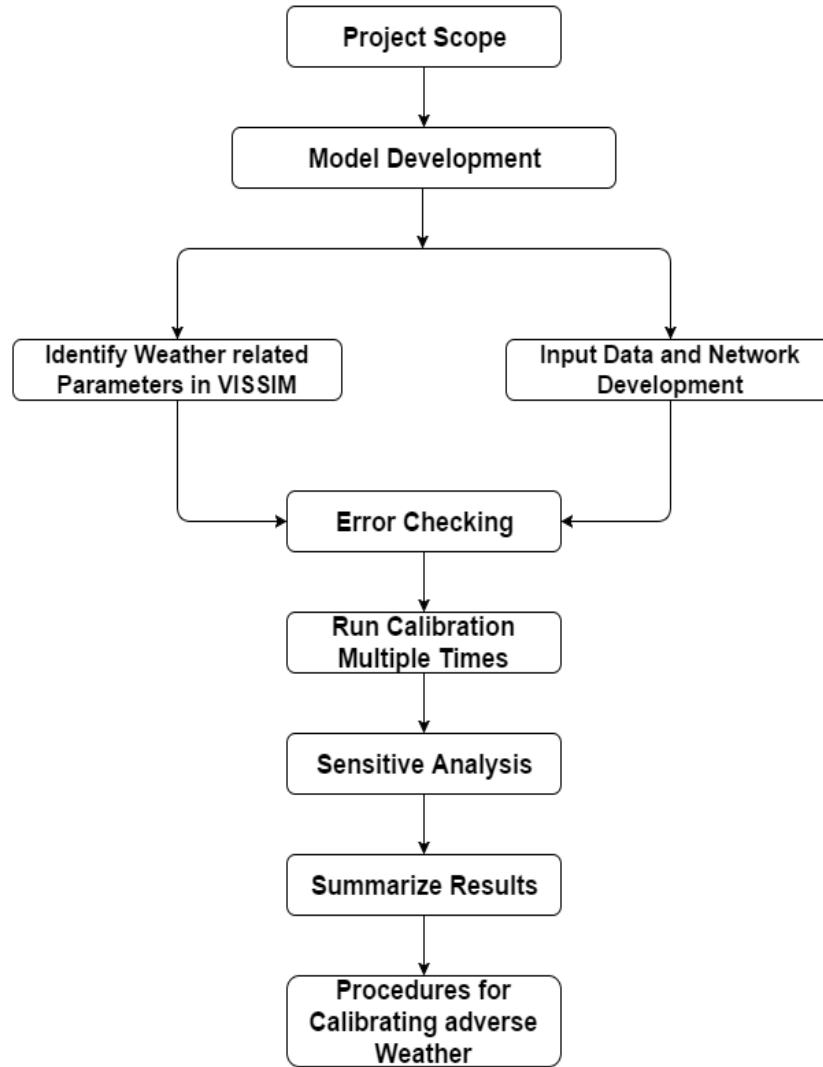 Project Scope
Model Development
Identify Weather related
Parameters in VISSIM
Input Data and Network
Development
Error Checking
Run Calibration
Multiple Times
Sensitive Analysis
Summarize Results
Procedures for
Calibrating adverse
Weather